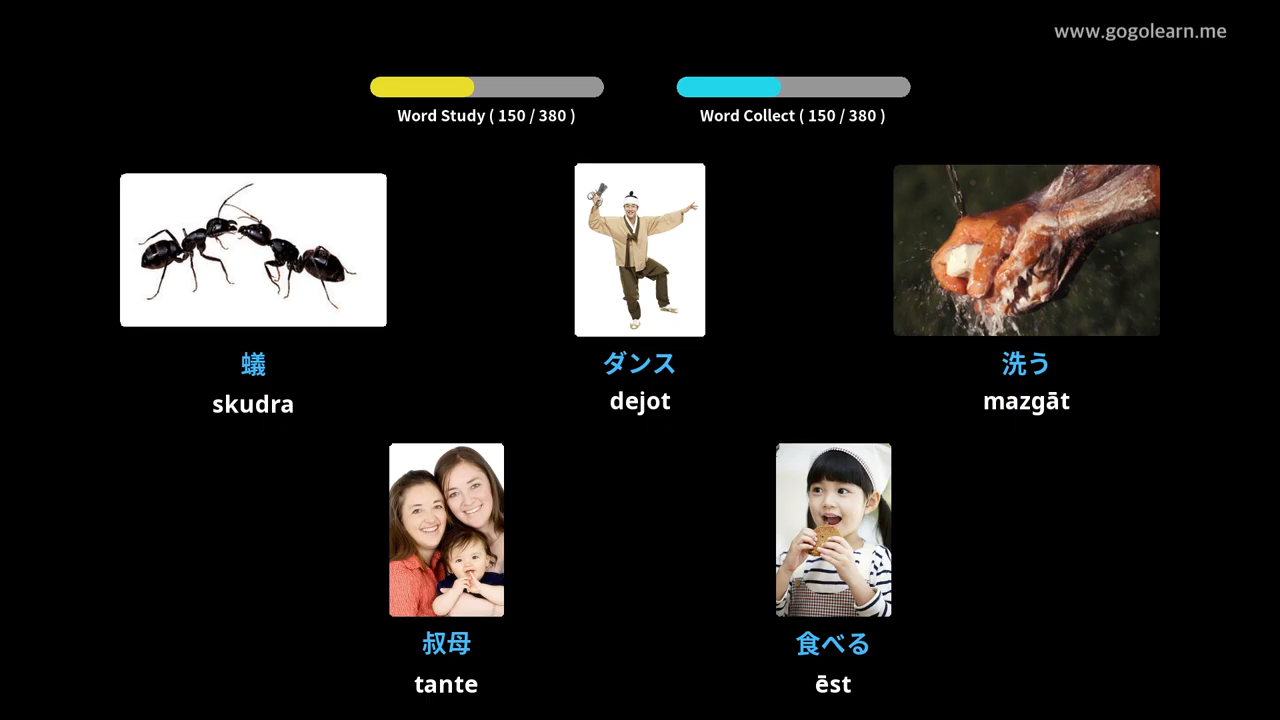 www.gogolearn.me
Word Study ( 150 / 380 )
Word Collect ( 150 / 380 )
蟻
skudra
ダンス
dejot
洗う
mazgāt
叔母
tante
食べる
ēst